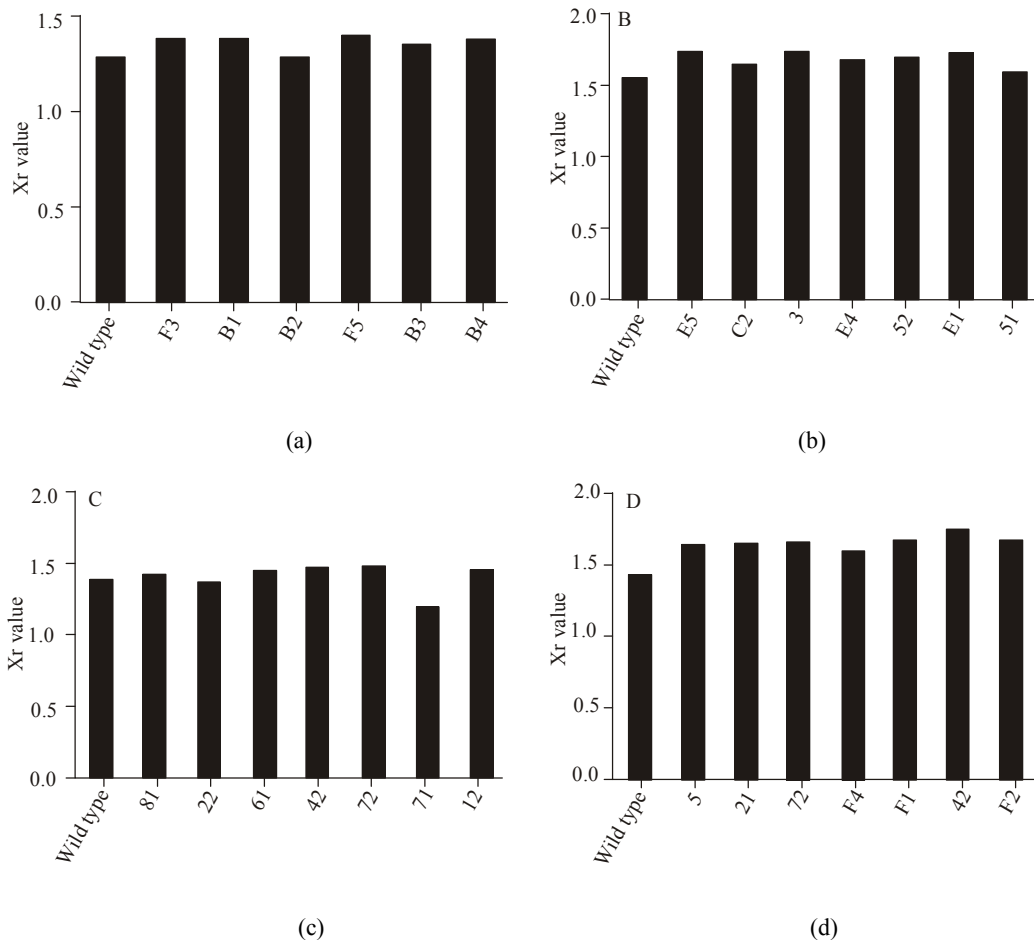 1.5
1.0
0.5
0.0
Xr value
Wild type
F3
B1
B2
F5
B3
B4
(a)
B
2.0
1.5
1.0
0.5
0.0
Xr value
Wild type
E5
C2
3
E4
52
E1
51
(b)
C
2.0
1.5
1.0
0.5
0.0
Xr value
Wild type
81
22
61
42
72
71
12
(c)
D
2.0
1.5
1.0
0.5
0.0
Xr value
Wild type
5
21
72
F4
F1
42
F2
(d)